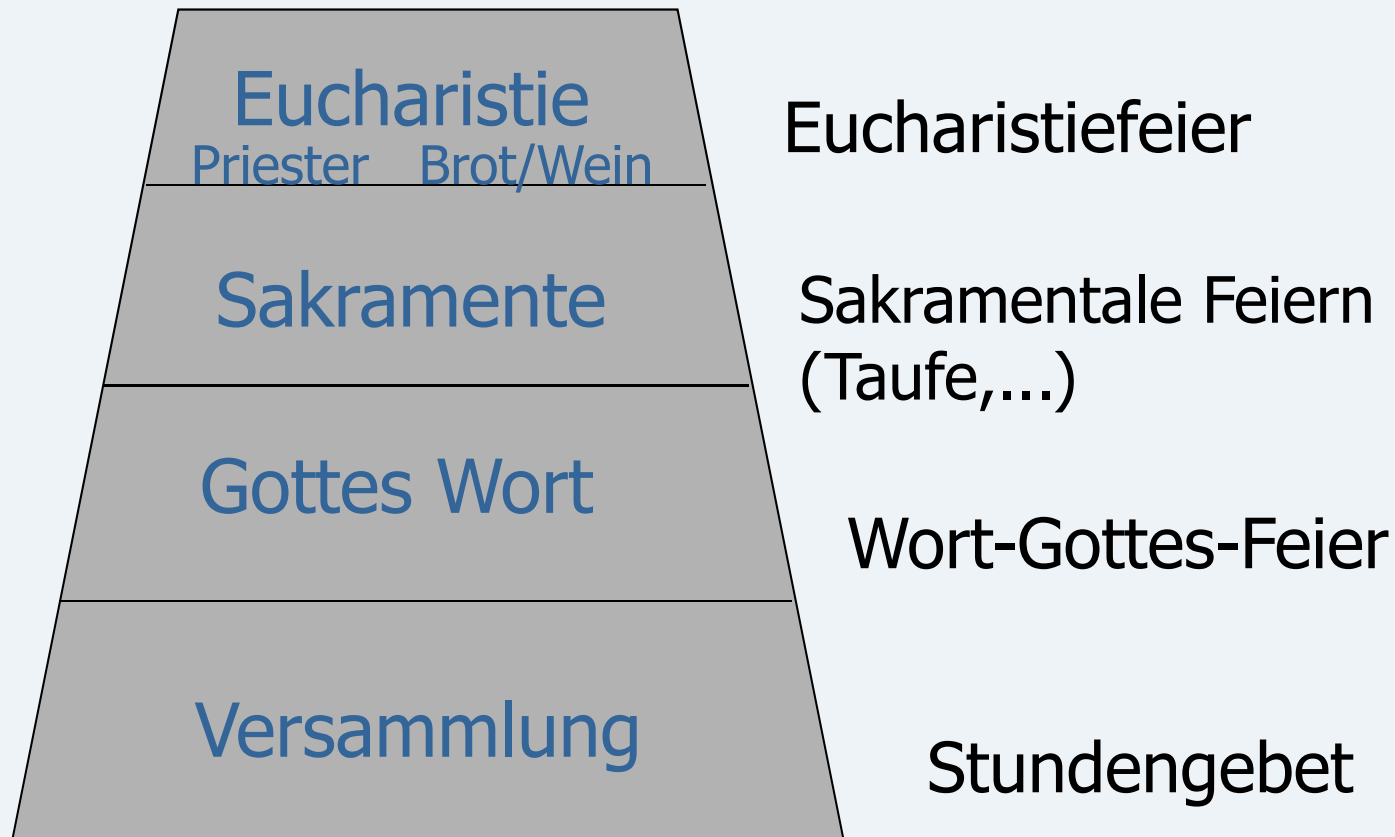 Eucharistie
Priester Brot/Wein
Eucharistiefeier
Sakramente
Sakramentale Feiern
(Taufe,...)
Gottes Wort
Wort-Gottes-Feier
Versammlung
Stundengebet